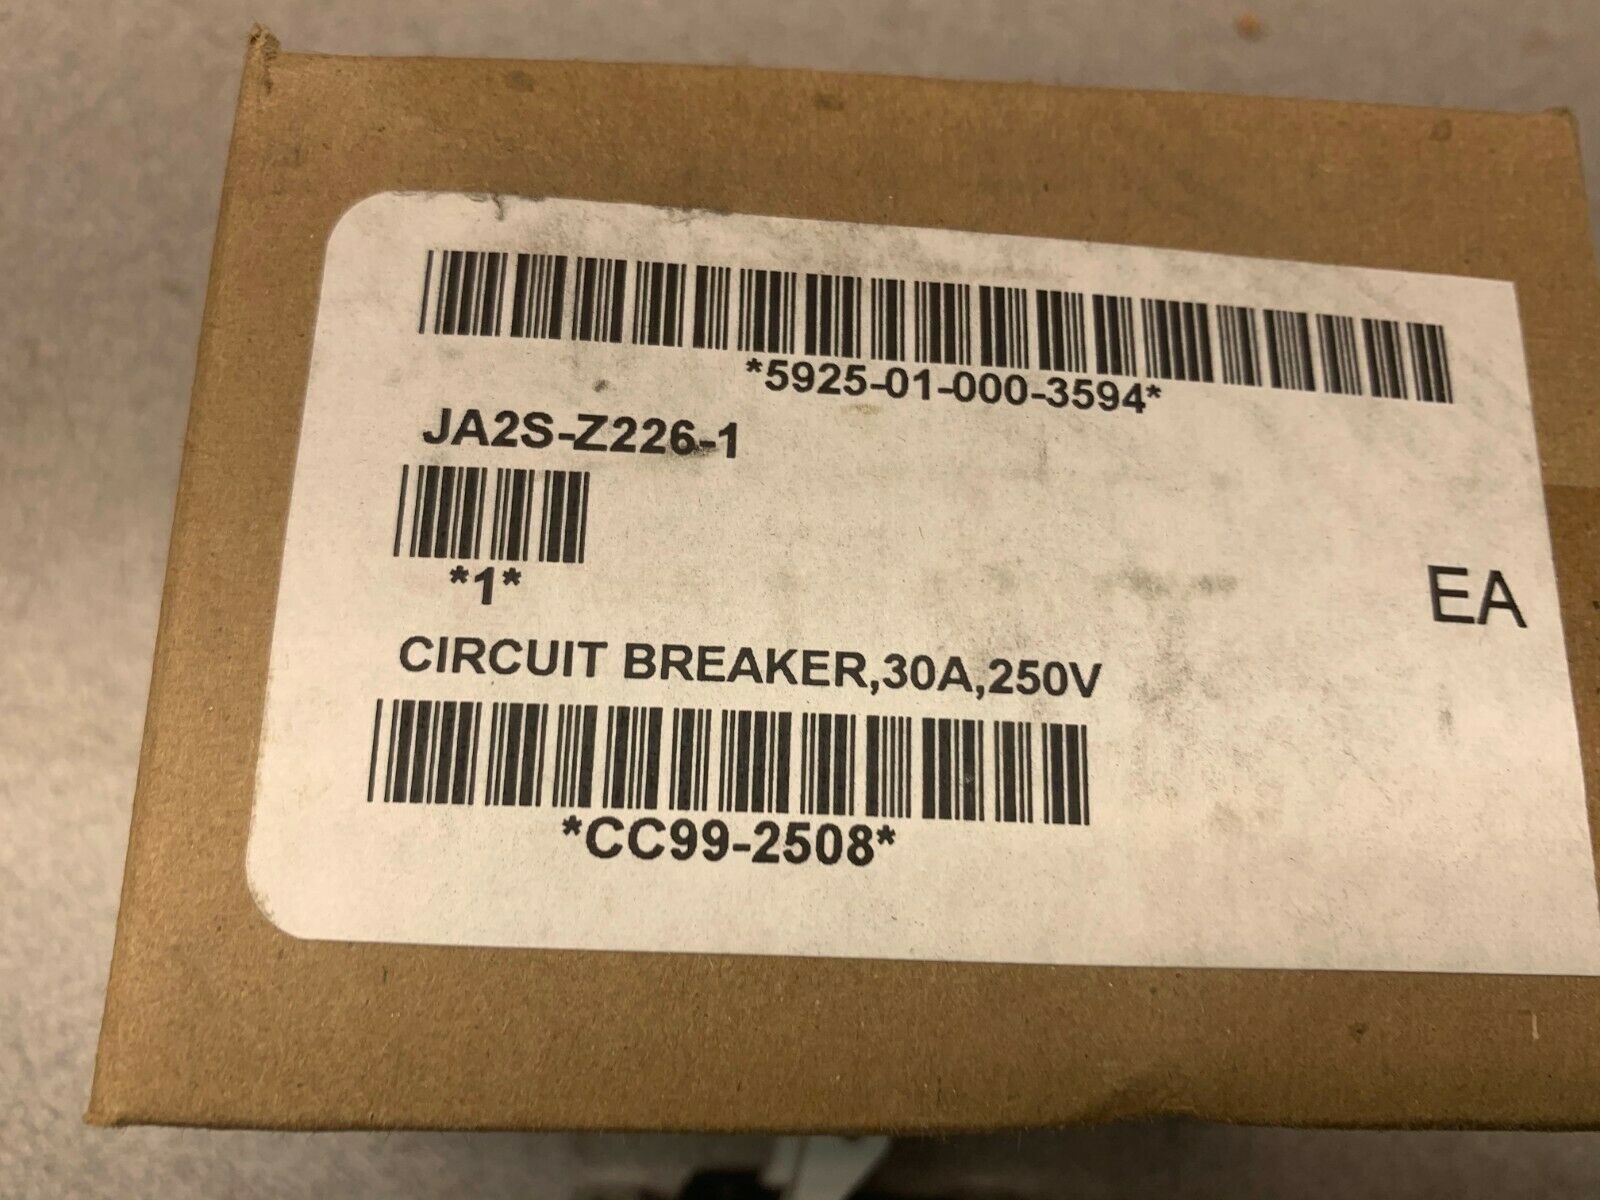 *5925-01-000-3594*
JA2S-Z226-1
*1*
EA
CIRCUIT BREAKER,30A,250V
*CC99-2508*